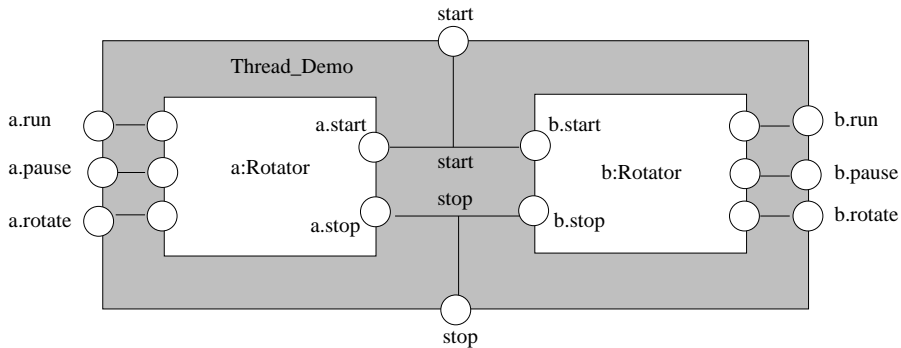 start
Thread_Demo
a.run
a.start
b.start
b.run
a.pause
a:Rotator
start
b:Rotator
b.pause
stop
a.rotate
a.stop
b.stop
b.rotate
stop